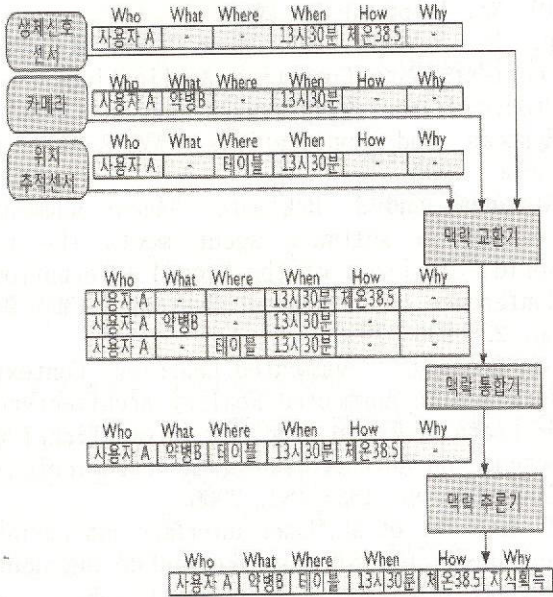 Who What Where When How Why
생체신호
센서
사용자 A - - 13시30분 체온38.5 -
Who What Where When How Why
카메라
사용자 A 약병B - 13시30분 - -
Who What Where When How Why
위치
추적센서
사용자 A - 테이블 13시30분 - -
맥락 교환기
Who What Where When How Why
사용자 A - - 13시30분 체온38.5 -
사용자 A 약병B - 13시30분 - -
사용자 A - 테이블 13시30분 - -
맥락 통합기
Who What Where When How Why
사용자 A 약병B 테이블 13시30분 체온38.5 -
맥락 추론기
Who What Where When How Why
사용자 A 약병B 테이블 13시30분 체온38.5 지식획득